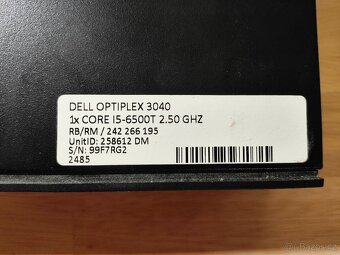 DELL OPTIPLEX 3040
1x CORE I5-6500T 2.50 GHZ
RB/RM / 242 266 195
UnitID: 258612 DM
S/N: 99F7RG2
2485